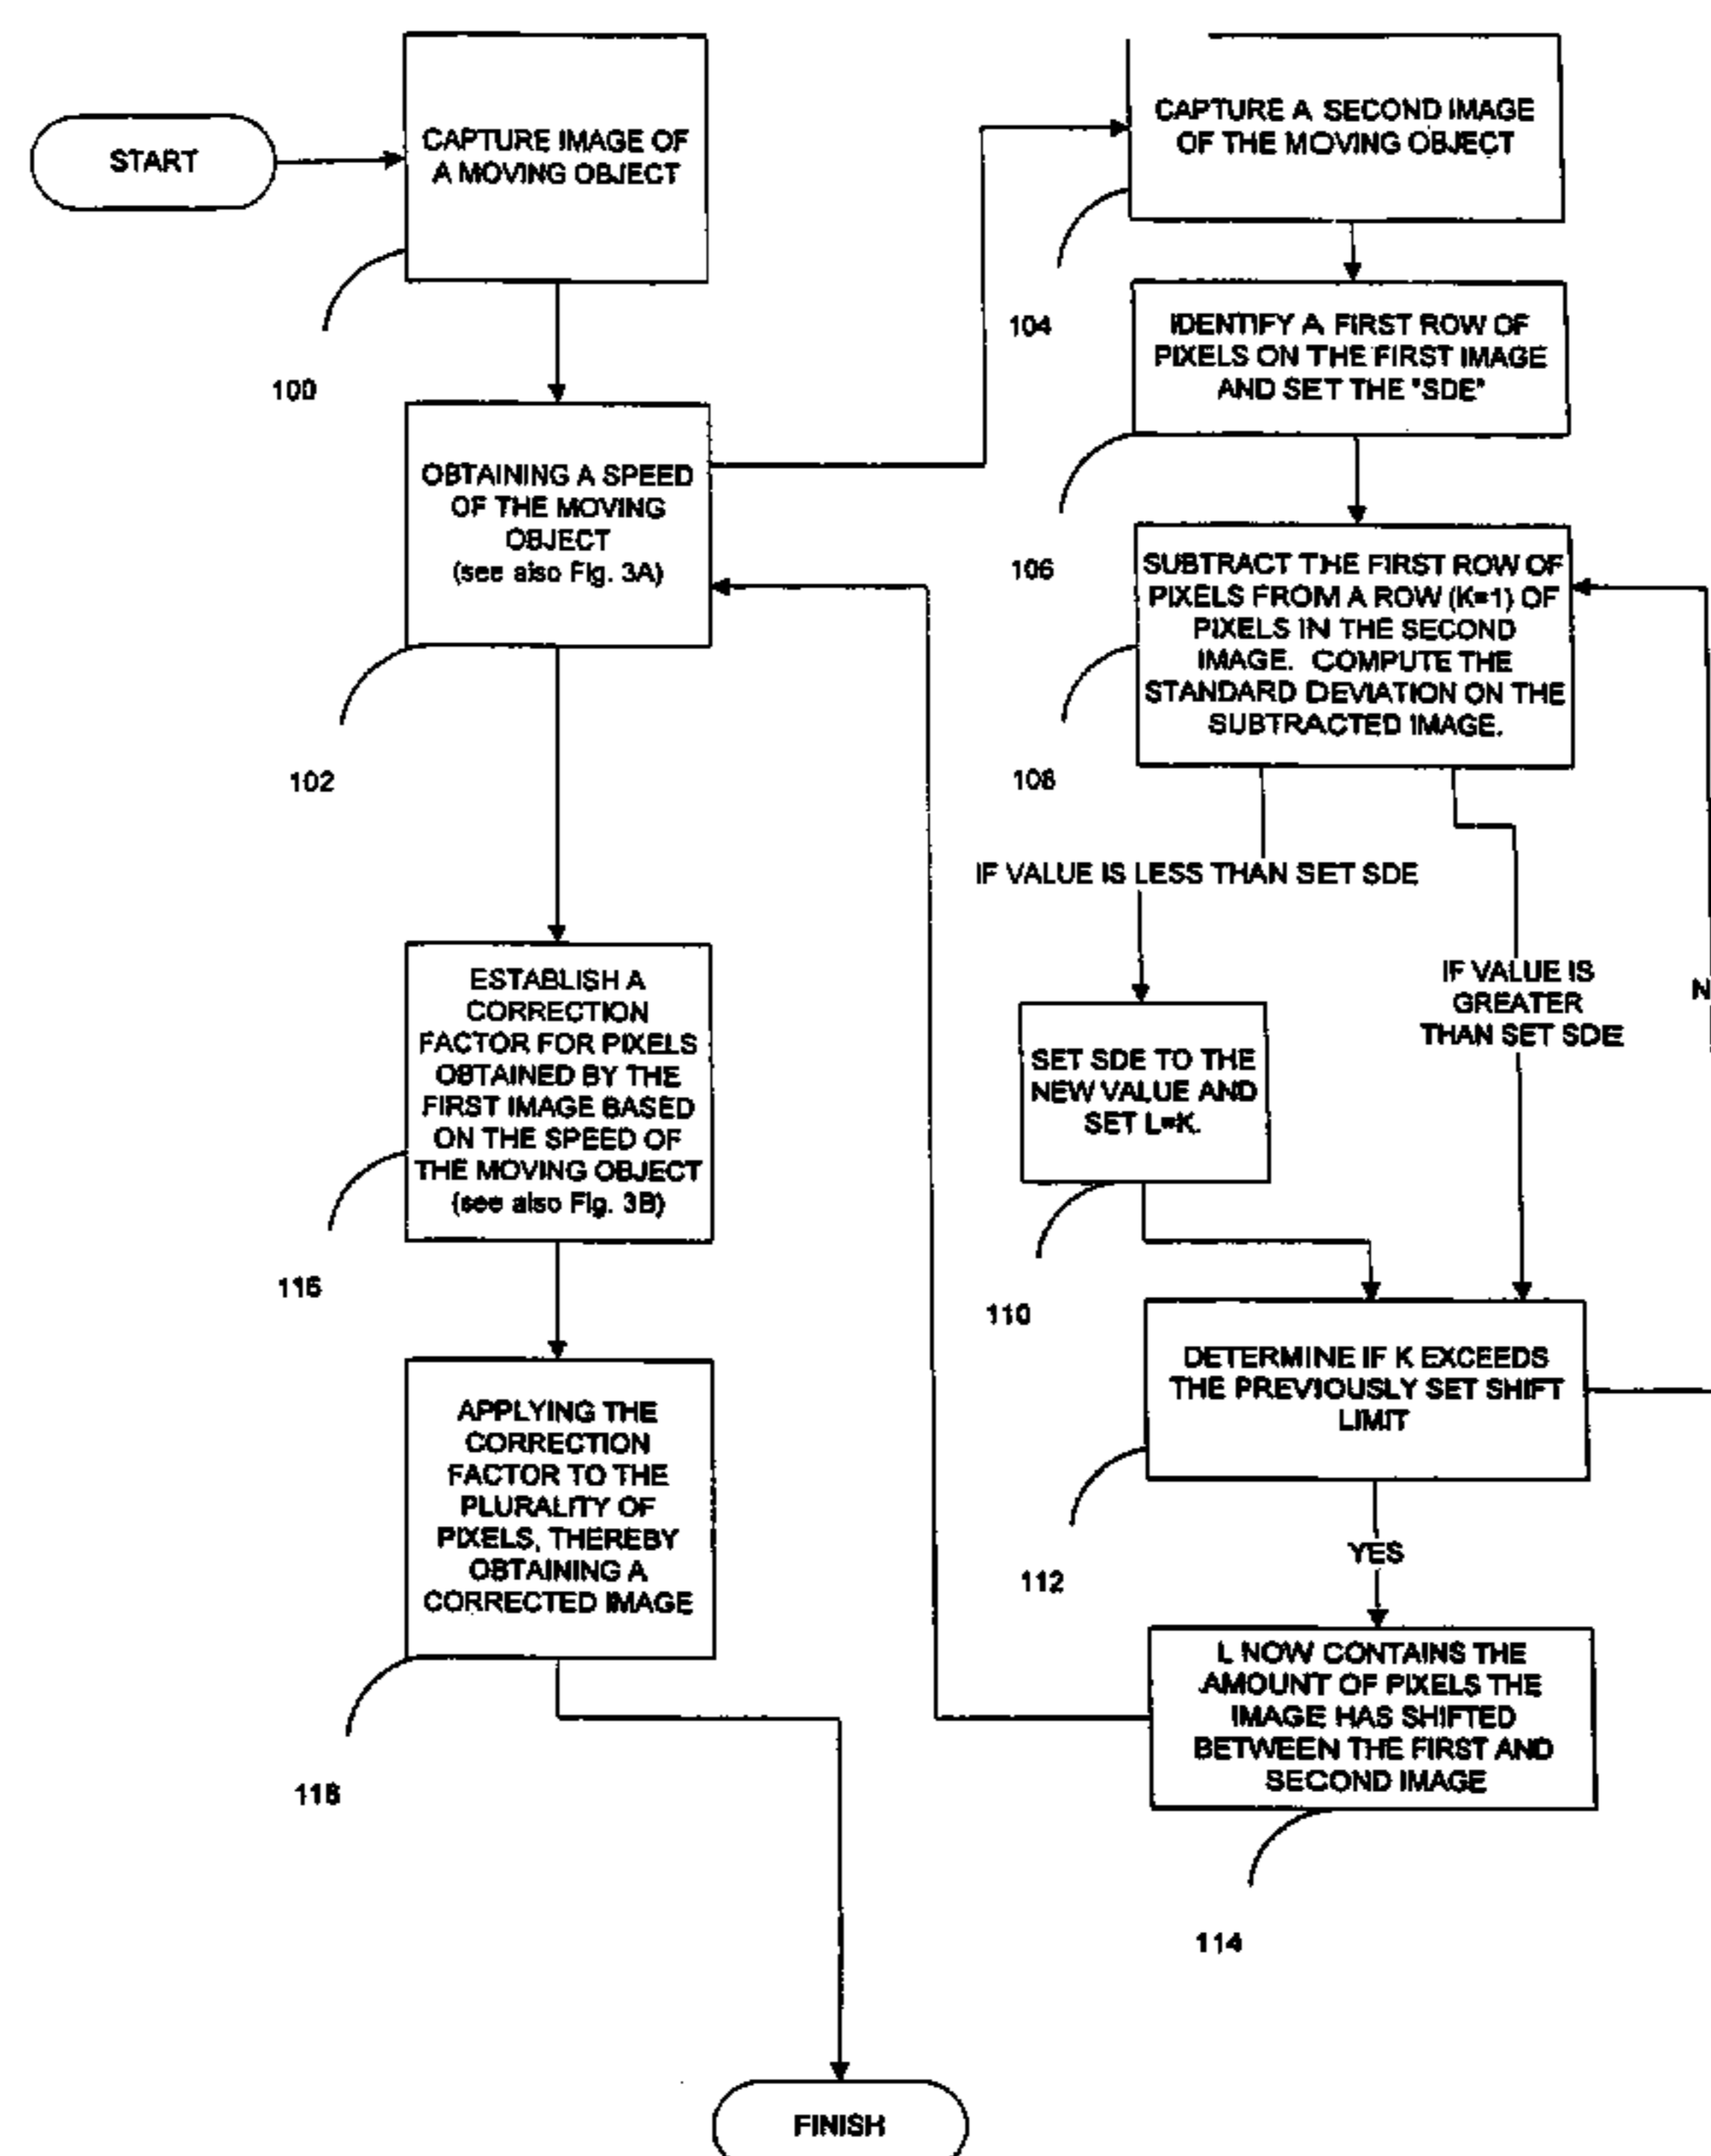 START
CAPTURE IMAGE OF
A MOVING OBJECT
100
OBTAINING A SPEED
OF THE MOVING
OBJECT
(see also Fig. 3A)
102
ESTABLISH A
CORRECTION
FACTOR FOR PIXELS
OBTAINED BY THE
FIRST IMAGE BASED
ON THE SPEED OF
THE MOVING OBJECT
(see also Fig. 3B)
116
APPLYING THE
CORRECTION
FACTOR TO THE
PLURALITY OF
PIXELS, THEREBY
OBTAINING A
CORRECTED IMAGE
118
FINISH
CAPTURE A SECOND IMAGE
OF THE MOVING OBJECT
104
IDENTIFY A FIRST ROW OF
PIXELS ON THE FIRST IMAGE
AND SET THE "SDE"
106
SUBTRACT THE FIRST ROW OF
PIXELS FROM A ROW (K=1) OF
PIXELS IN THE SECOND
IMAGE. COMPUTE THE
STANDARD DEVIATION ON THE
SUBTRACTED IMAGE.
108
IF VALUE IS LESS THAN SET SDE
IF VALUE IS
GREATER
THAN SET SDE
N
SET SDE TO THE
NEW VALUE AND
SET L=K.
110
DETERMINE IF K EXCEEDS
THE PREVIOUSLY SET SHIFT
LIMIT
112
YES
L NOW CONTAINS THE
AMOUNT OF PIXELS THE
IMAGE HAS SHIFTED
BETWEEN THE FIRST AND
SECOND IMAGE
114